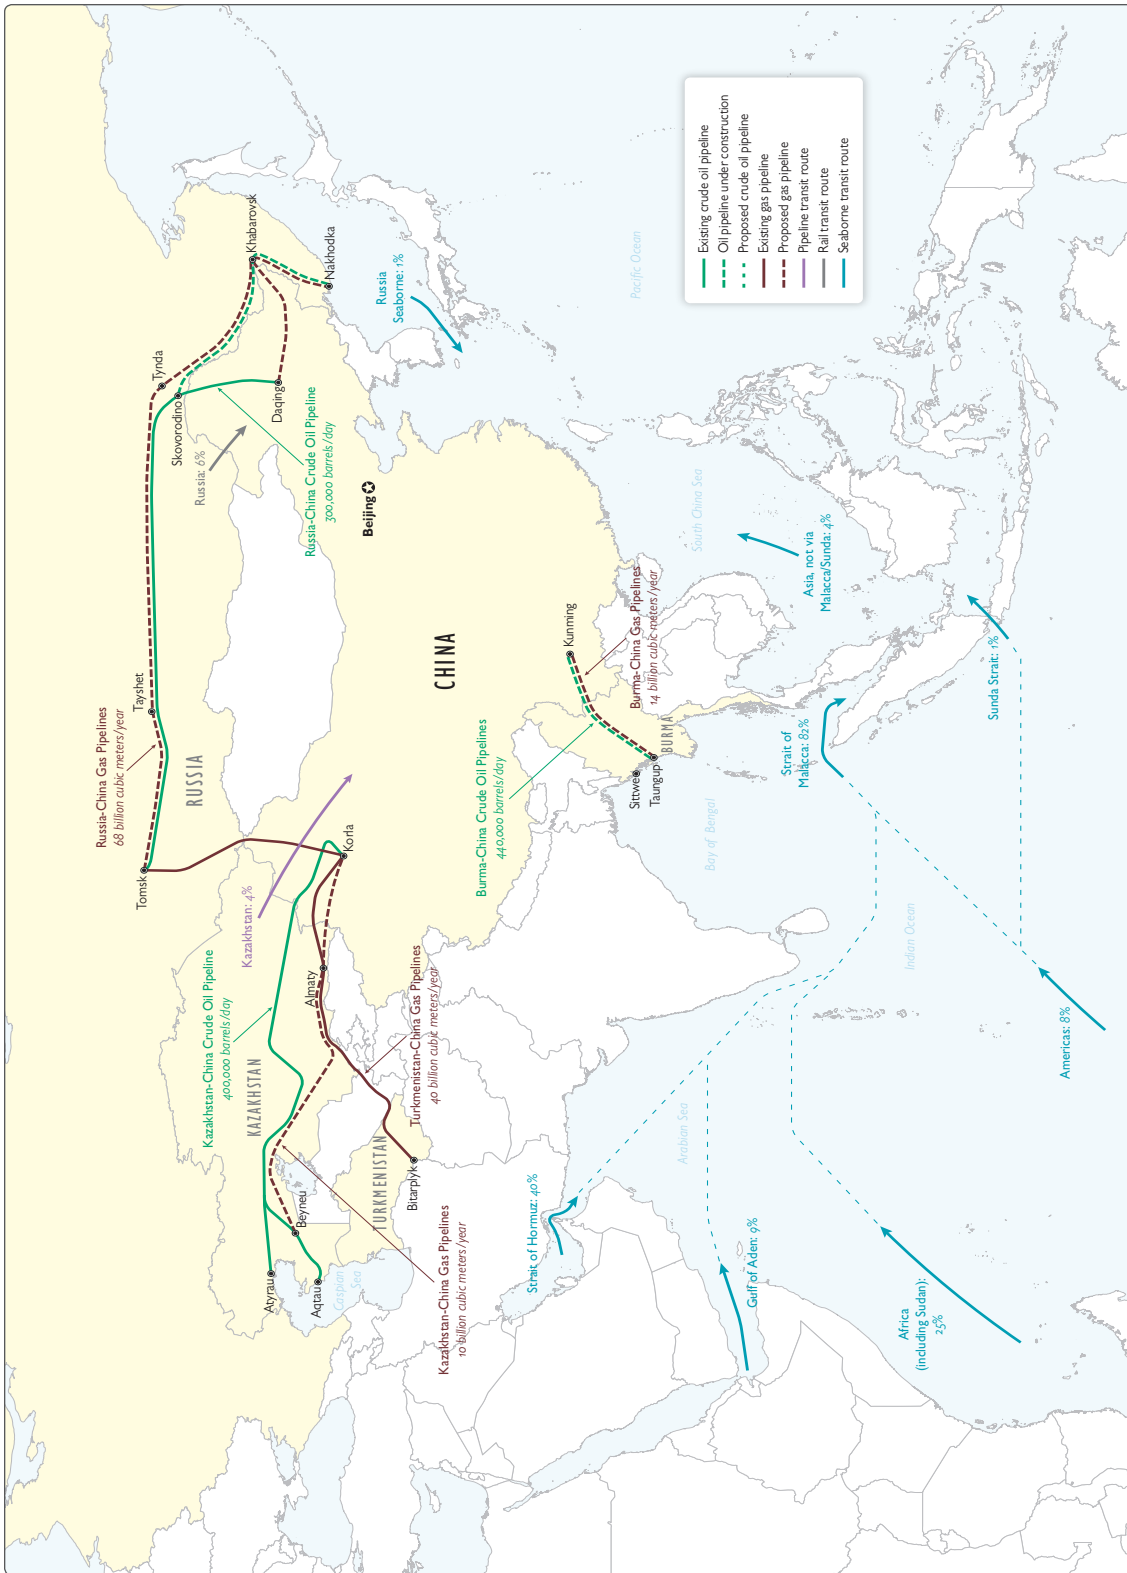 Russia-China Gas Pipelines
68 billion cubic meters/year
Tomsk
Tayshet
Skovorodino
Tynda
Khabarovsk
Nakhodka
Daqing
RUSSIA
Russia: 6%
Russia-China Crude Oil Pipeline
300,000 barrels/day
Russia
Seaborne: 1%
Beijing
CHINA
Kazakhstan: 4%
Korla
Almaty
Kazakhstan-China Crude Oil Pipeline
400,000 barrels/day
KAZAKHSTAN
Atyrau
Beyneu
Aqtau
Caspian
Sea
TURKMENISTAN
Bitarplyk
Turkmenistan-China Gas Pipelines
40 billion cubic meters/year
Kazakhstan-China Gas Pipelines
10 billion cubic meters/year
Burma-China Crude Oil Pipelines
440,000 barrels/day
Kunming
Burma-China Gas Pipelines
14 billion cubic meters/year
Sittwe
Taungup
BURMA
Pacific Ocean
South China Sea
Bay of Bengal
Arabian Sea
Indian Ocean
Strait of Hormuz: 40%
Gulf of Aden: 9%
Africa
(including Sudan):
25%
Americas: 8%
Strait of
Malacca: 82%
Sunda Strait: 1%
Asia, not via
Malacca/Sunda: 4%
Existing crude oil pipeline
Oil pipeline under construction
Proposed crude oil pipeline
Existing gas pipeline
Proposed gas pipeline
Pipeline transit route
Rail transit route
Seaborne transit route